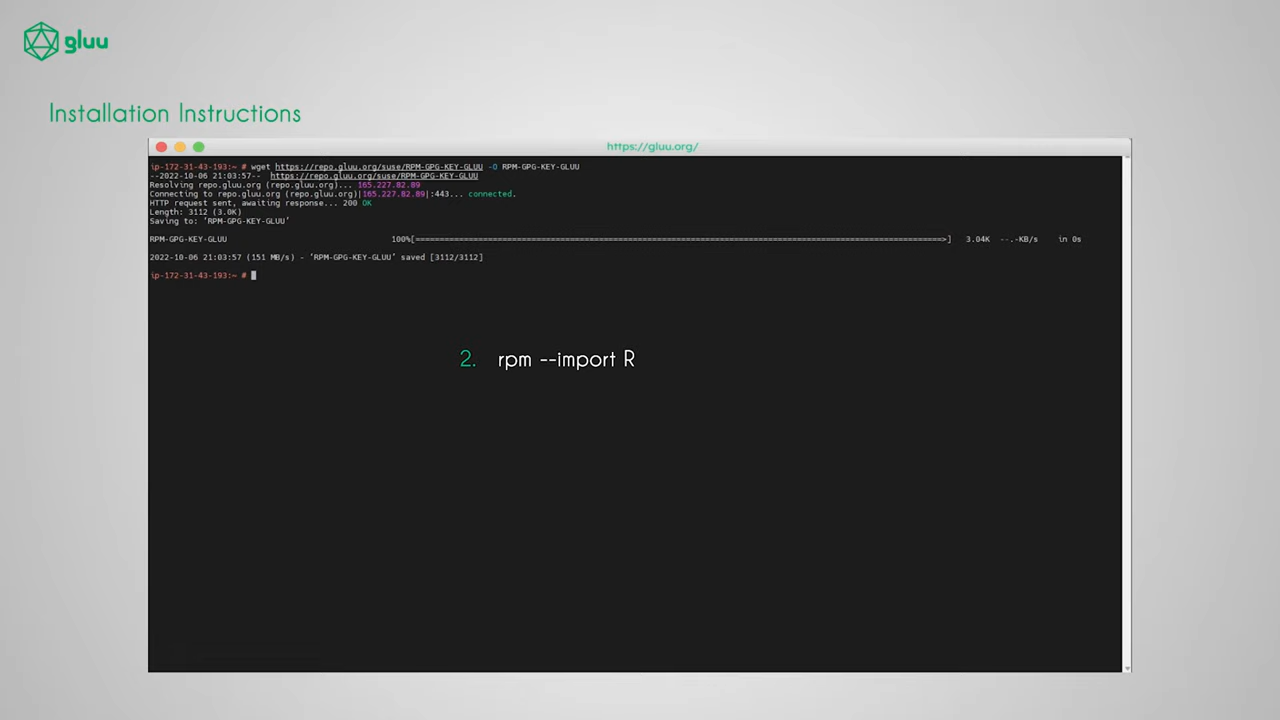 gluu
Installation Instructions
https://gluu.org/
ip-172-31-43-193:~ # wget https://repo.gluu.org/suse/RPM-GPG-KEY-GLUU -O RPM-GPG-KEY-GLUU
--2022-10-06 21:03:57-- https://repo.gluu.org/suse/RPM-GPG-KEY-GLUU
Resolving repo.gluu.org (repo.gluu.org)... 165.227.82.89
Connecting to repo.gluu.org (repo.gluu.org)|165.227.82.89|:443... connected.
HTTP request sent, awaiting response... 200 OK
Length: 3112 (3.0K)
Saving to: ‘RPM-GPG-KEY-GLUU’
RPM-GPG-KEY-GLUU 100%[==================================================>] 3.04K --.-KB/s in 0s
2022-10-06 21:03:57 (151 MB/s) - ‘RPM-GPG-KEY-GLUU’ saved [3112/3112]
ip-172-31-43-193:~ #
2. rpm --import R